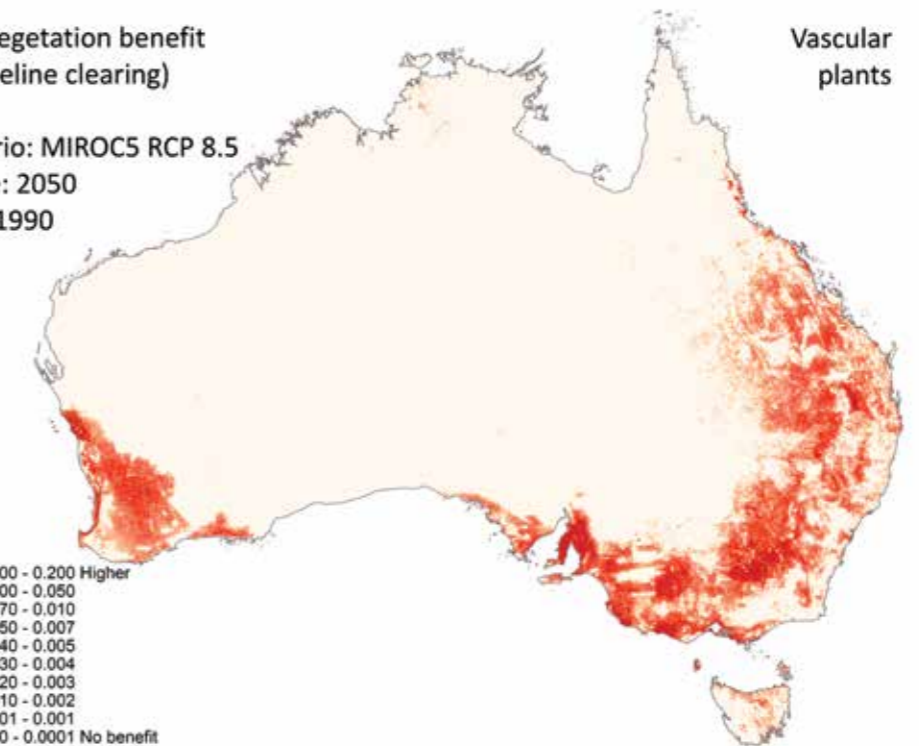 egetation benefit
eline clearing)
Vascular
plants
rio: MIROC5 RCP 8.5
: 2050
1990
00 - 0.200 Higher
00 - 0.050
70 - 0.010
50 - 0.007
40 - 0.005
30 - 0.004
20 - 0.003
10 - 0.002
01 - 0.001
0 - 0.0001 No benefit